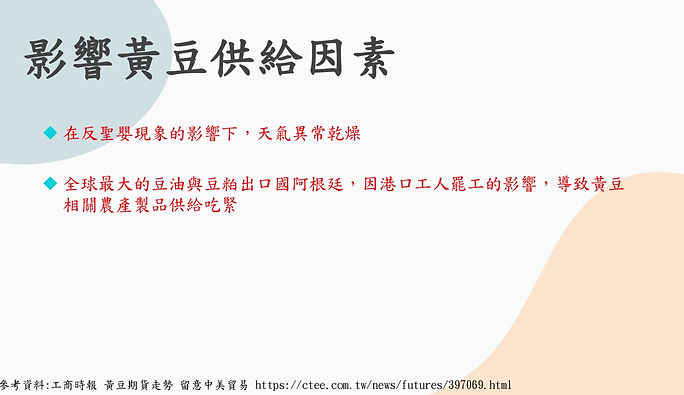 影響黃豆供給因素
在反聖嬰現象的影響下，天氣異常乾燥
全球最大的豆油與豆粕出口國阿根廷，因港口工人罷工的影響，導致黃豆
相關農產製品供給吃緊
參考資料:工商時報 黃豆期貨走勢 留意中美貿易 https://ctee.com.tw/news/futures/397069.html